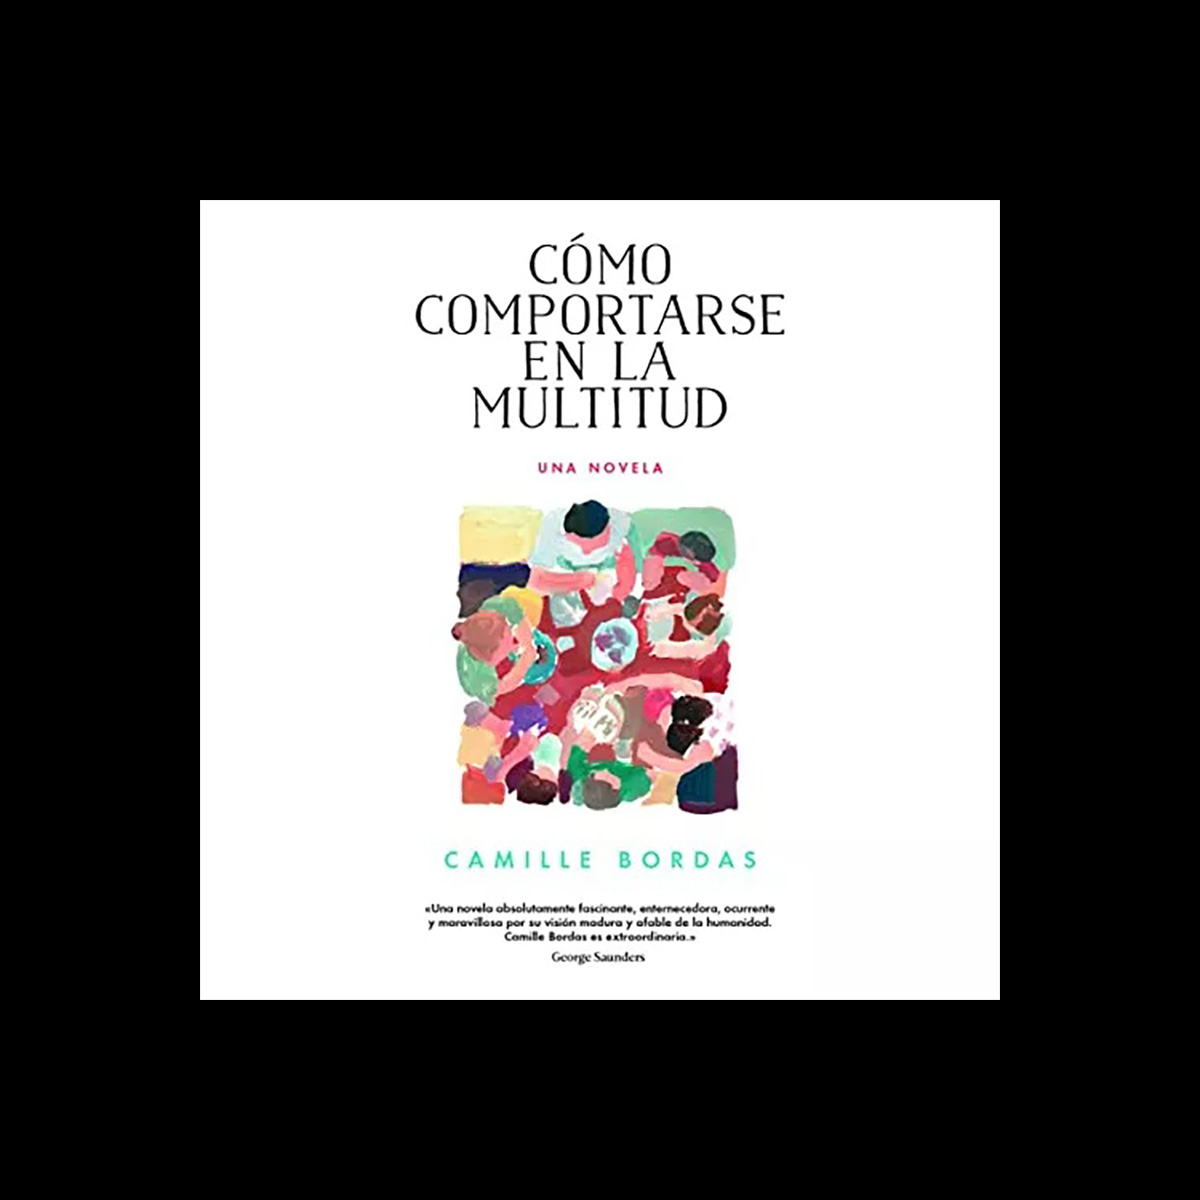 CÓMO
COMPORTARSE
EN LA
MULTITUD
UNA NOVELA
CAMILLE BORDAS
«Una novela absolutamente fascinante, enternecedora, ocurrente
y maravillosa por su visión madura y afable de la humanidad.
Camille Bordas es extraordinaria.»
George Saunders